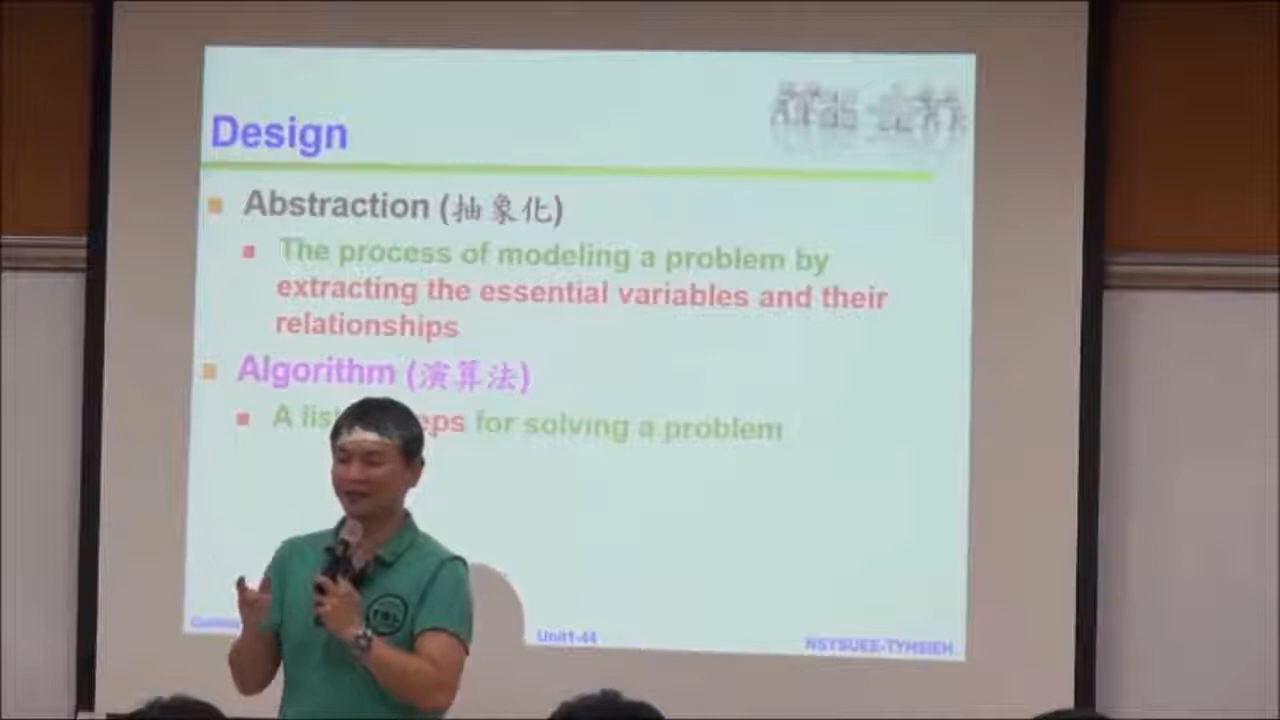 Design
Abstraction (抽象化)
The process of modeling a problem by
extracting the essential variables and their
relationships
Algorithm (演算法)
A lis eps for solving a problem
Unit1-44
NSYSUEE-TYHSIEH